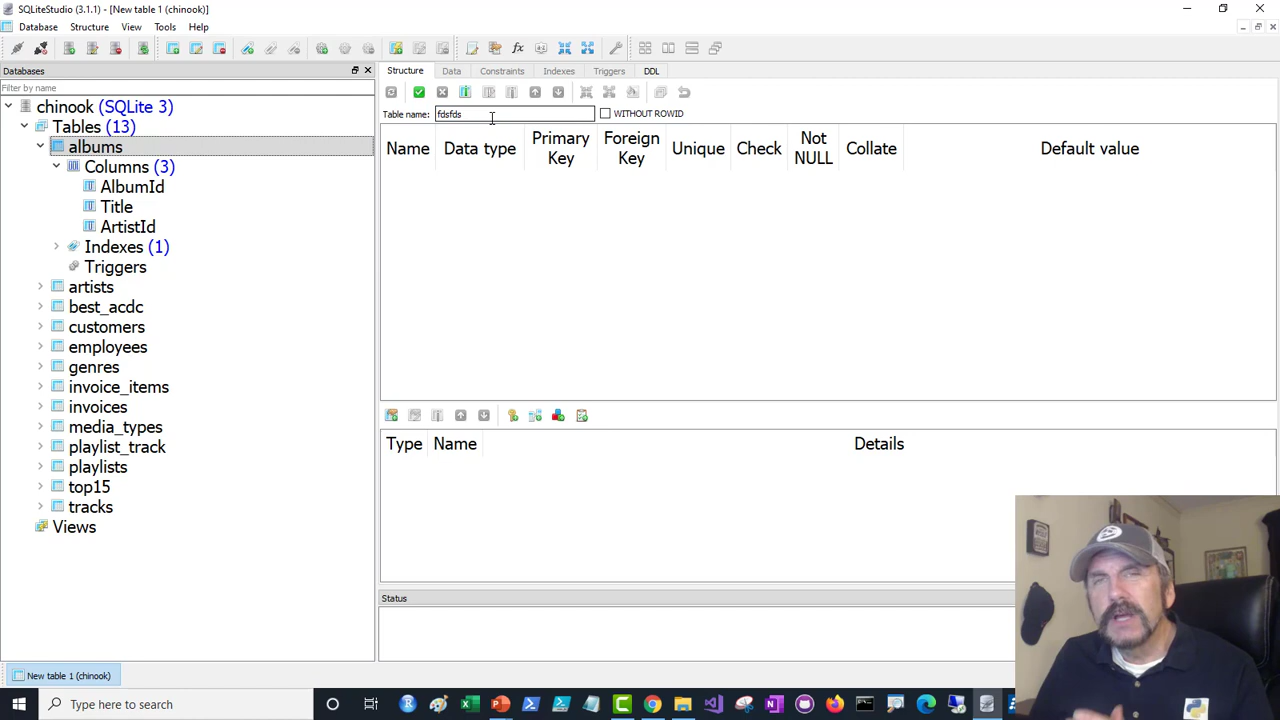 SQLiteStudio (3.1.1) - [New table 1 (chinook)]
Database Structure View Tools Help
Databases
Filter by name
chinook (SQLite 3)
Tables (13)
albums
Columns (3)
AlbumId
Title
ArtistId
Indexes (1)
Triggers
artists
best_acdc
customers
employees
genres
invoice_items
invoices
media_types
playlist_track
playlists
top15
tracks
Views
Structure Data Constraints Indexes Triggers DDL
Table name: fdsfds WITHOUT ROWID
Name Data type Primary Key Foreign Key Unique Check Not NULL Collate Default value
Type Name Details
Status
New table 1 (chinook)
Type here to search